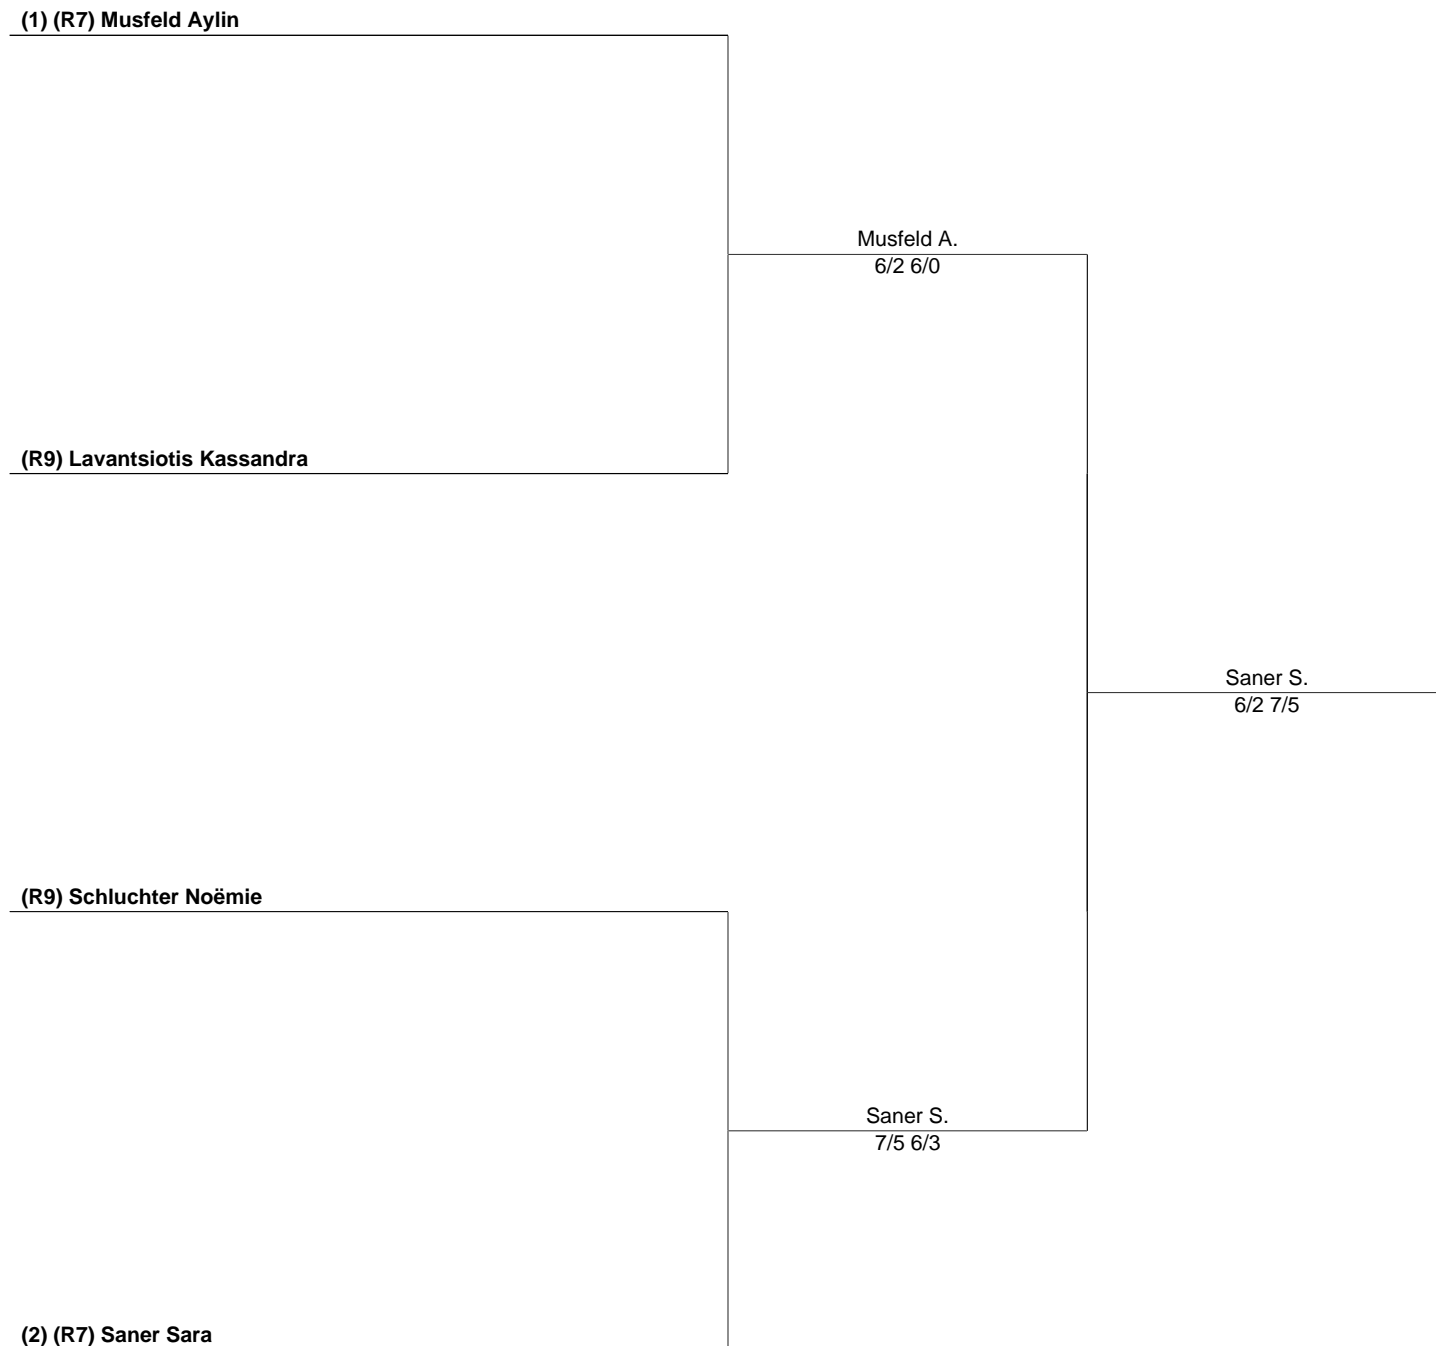 (1) (R7) Musfeld Aylin
Musfeld A.
6/2 6/0
(R9) Lavantsiotis Kassandra
Saner S.
6/2 7/5
(R9) Schluchter Noëmie
Saner S.
7/5 6/3
(2) (R7) Saner Sara